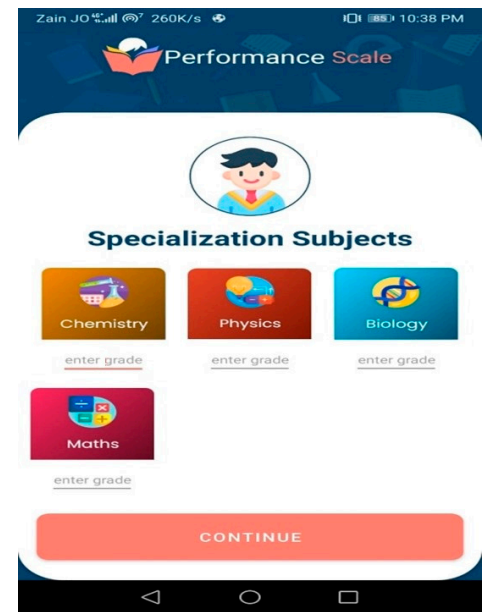 Zain JO 260K/s 85 10:38 PM
Performance Scale
Specialization Subjects
Chemistry Physics Biology
enter grade enter grade enter grade
Maths
enter grade
CONTINUE